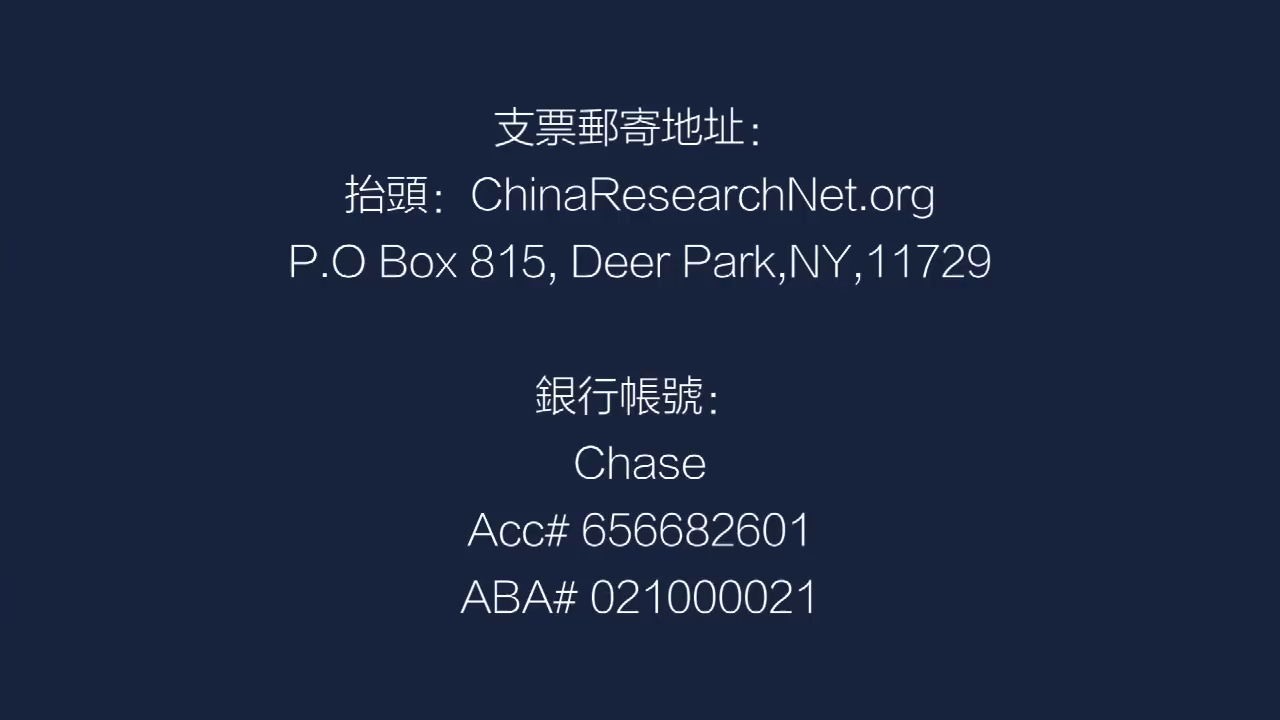 支票郵寄地址：
抬頭：ChinaResearchNet.org
P.O Box 815, Deer Park,NY,11729
銀行帳號：
Chase
Acc# 656682601
ABA# 021000021